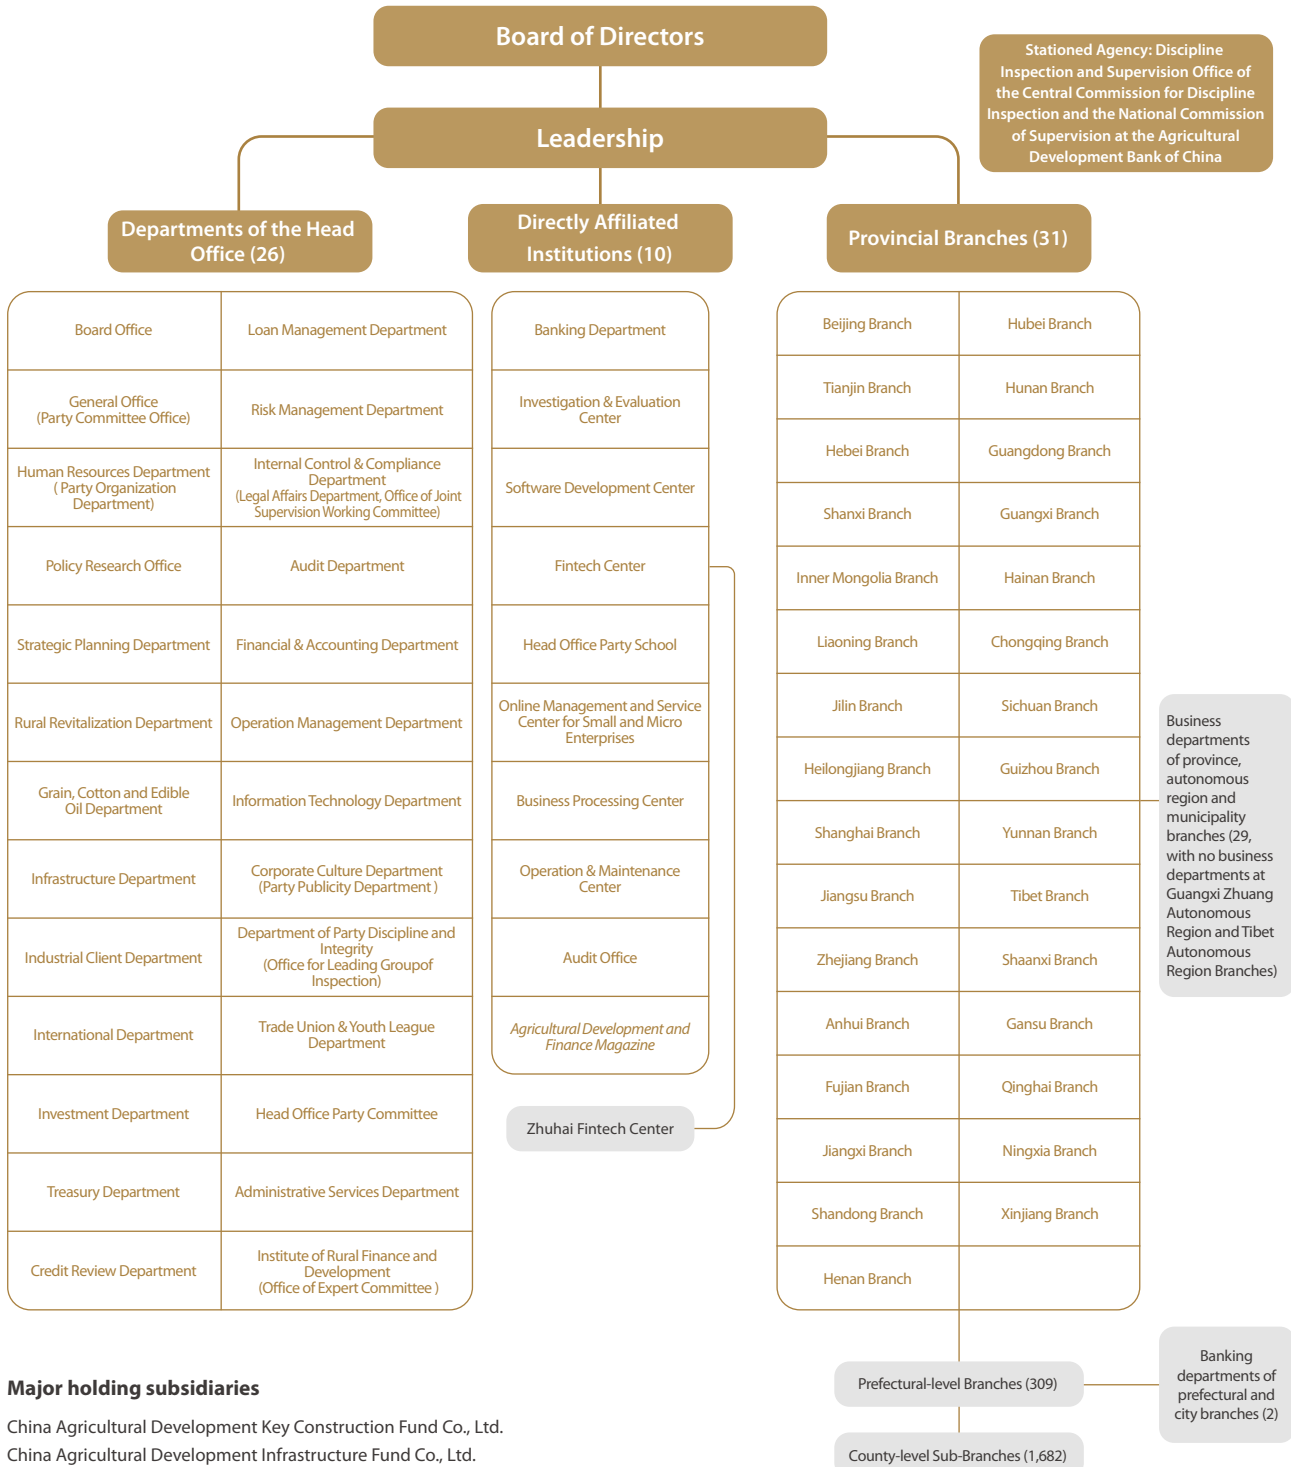 Board of Directors
Stationed Agency: Discipline
Inspection and Supervision Office of
the Central Commission for Discipline
Inspection and the National Commission
of Supervision at the Agricultural
Development Bank of China
Leadership
Departments of the Head
Office (26)
Directly Affiliated
Institutions (10)
Provincial Branches (31)
Board Office
Loan Management Department
General Office
(Party Committee Office)
Risk Management Department
Human Resources Department
( Party Organization
Department)
Internal Control & Compliance
Department
(Legal Affairs Department, Office of Joint
Supervision Working Committee)
Policy Research Office
Audit Department
Strategic Planning Department
Financial & Accounting Department
Rural Revitalization Department
Operation Management Department
Grain, Cotton and Edible
Oil Department
Information Technology Department
Infrastructure Department
Corporate Culture Department
(Party Publicity Department )
Industrial Client Department
Department of Party Discipline and
Integrity
(Office for Leading Groupof
Inspection)
International Department
Trade Union & Youth League
Department
Investment Department
Head Office Party Committee
Treasury Department
Administrative Services Department
Credit Review Department
Institute of Rural Finance and
Development
(Office of Expert Committee )
Banking Department
Investigation & Evaluation
Center
Software Development Center
Fintech Center
Head Office Party School
Online Management and Service
Center for Small and Micro
Enterprises
Business Processing Center
Operation & Maintenance
Center
Audit Office
Agricultural Development and
Finance Magazine
Zhuhai Fintech Center
Beijing Branch
Hubei Branch
Tianjin Branch
Hunan Branch
Hebei Branch
Guangdong Branch
Shanxi Branch
Guangxi Branch
Inner Mongolia Branch
Hainan Branch
Liaoning Branch
Chongqing Branch
Jilin Branch
Sichuan Branch
Heilongjiang Branch
Guizhou Branch
Shanghai Branch
Yunnan Branch
Jiangsu Branch
Tibet Branch
Zhejiang Branch
Shaanxi Branch
Anhui Branch
Gansu Branch
Fujian Branch
Qinghai Branch
Jiangxi Branch
Ningxia Branch
Shandong Branch
Xinjiang Branch
Henan Branch
Business
departments
of province,
autonomous
region and
municipality
branches (29,
with no business
departments at
Guangxi Zhuang
Autonomous
Region and Tibet
Autonomous
Region Branches)
Prefectural-level Branches (309)
Banking
departments of
prefectural and
city branches (2)
County-level Sub-Branches (1,682)
Major holding subsidiaries
China Agricultural Development Key Construction Fund Co., Ltd.
China Agricultural Development Infrastructure Fund Co., Ltd.